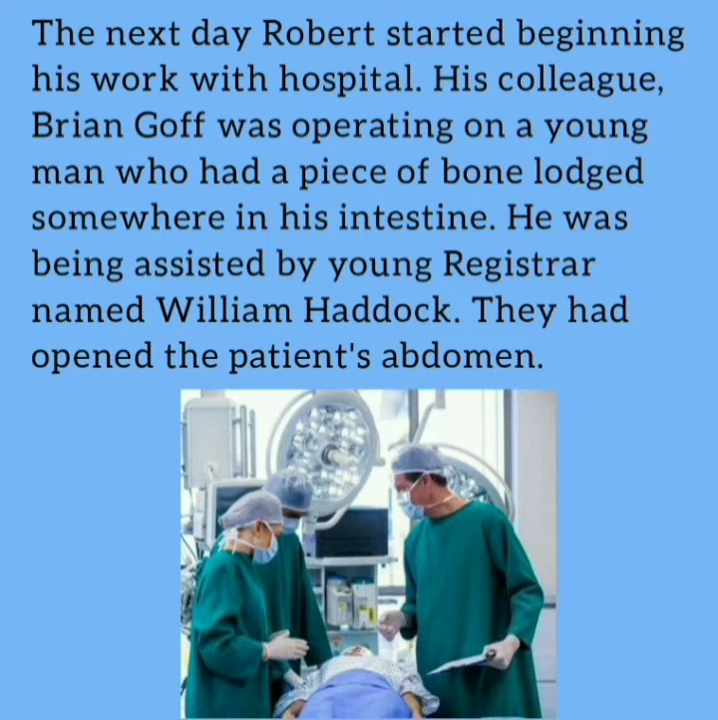 The next day Robert started beginning
his work with hospital. His colleague,
Brian Goff was operating on a young
man who had a piece of bone lodged
somewhere in his intestine. He was
being assisted by young Registrar
named William Haddock. They had
opened the patient's abdomen.